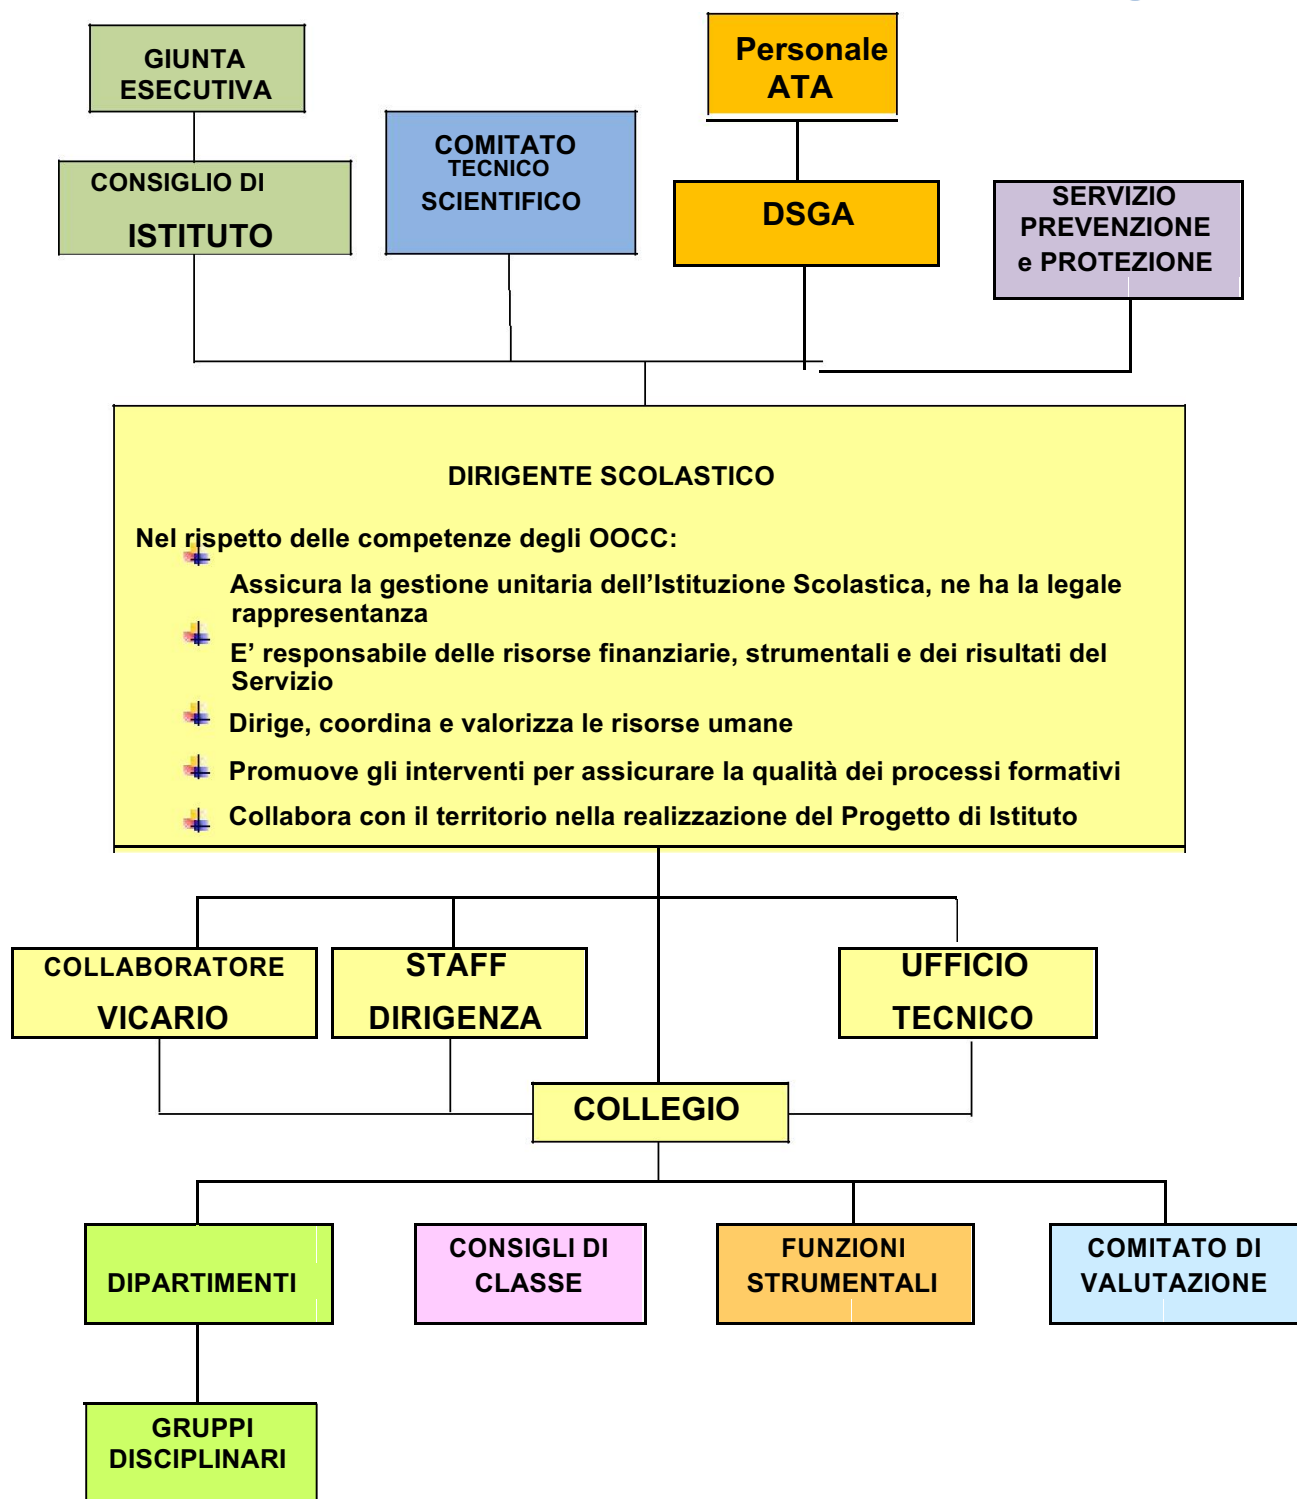 GIUNTA
ESECUTIVA
Personale
ATA
COMITATO
TECNICO
SCIENTIFICO
CONSIGLIO DI
ISTITUTO
DSGA
SERVIZIO
PREVENZIONE
e PROTEZIONE
DIRIGENTE SCOLASTICO
Nel rispetto delle competenze degli OOCC:
Assicura la gestione unitaria dell’Istituzione Scolastica, ne ha la legale
rappresentanza
E’ responsabile delle risorse finanziarie, strumentali e dei risultati del
Servizio
Dirige, coordina e valorizza le risorse umane
Promuove gli interventi per assicurare la qualità dei processi formativi
Collabora con il territorio nella realizzazione del Progetto di Istituto
COLLABORATORE
VICARIO
STAFF
DIRIGENZA
UFFICIO
TECNICO
COLLEGIO
DIPARTIMENTI
CONSIGLI DI
CLASSE
FUNZIONI
STRUMENTALI
COMITATO DI
VALUTAZIONE
GRUPPI
DISCIPLINARI